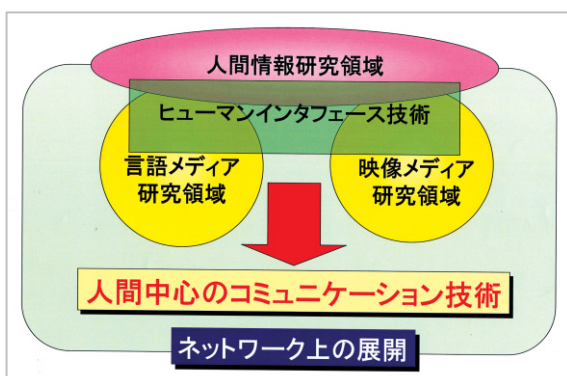 人間情報研究領域
ヒューマンインタフェース技術
言語メディア
研究領域
映像メディア
研究領域
人間中心のコミュニケーション技術
ネットワーク上の展開